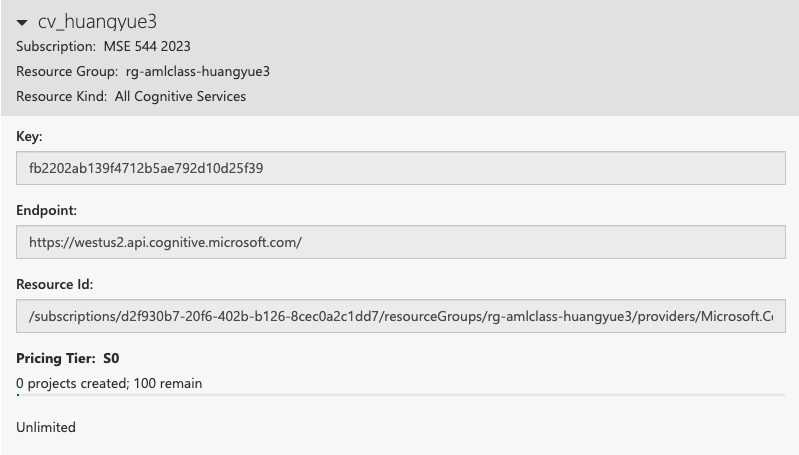 cv_huangyue3
Subscription: MSE 544 2023
Resource Group: rg-amlclass-huangyue3
Resource Kind: All Cognitive Services
Key:
fb2202ab139f4712b5ae792d10d25f39
Endpoint:
https://westus2.api.cognitive.microsoft.com/
Resource Id:
/subscriptions/d2f930b7-20f6-402b-b126-8cec0a2c1dd7/resourceGroups/rg-amlclass-huangyue3/providers/Microsoft.Co
Pricing Tier: S0
0 projects created; 100 remain
Unlimited